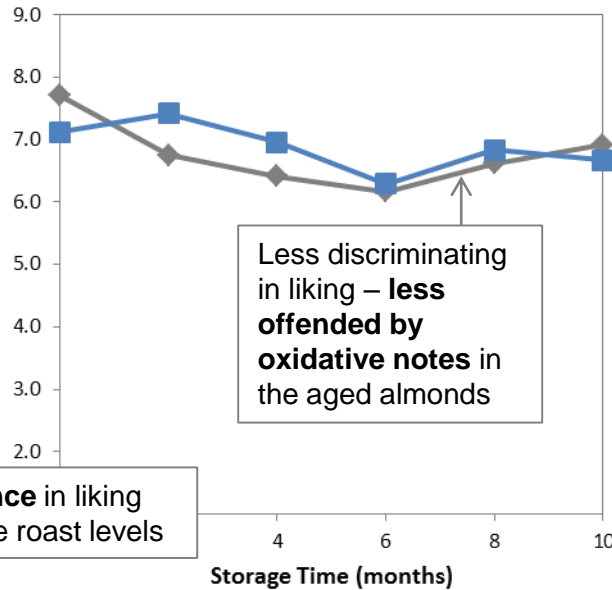 9.0
8.0
7.0
6.0
5.0
4.0
3.0
2.0
Less discriminating
in liking – less
offended by
oxidative notes in
the aged almonds
in liking
roast levels
4 6 8 10
Storage Time (months)